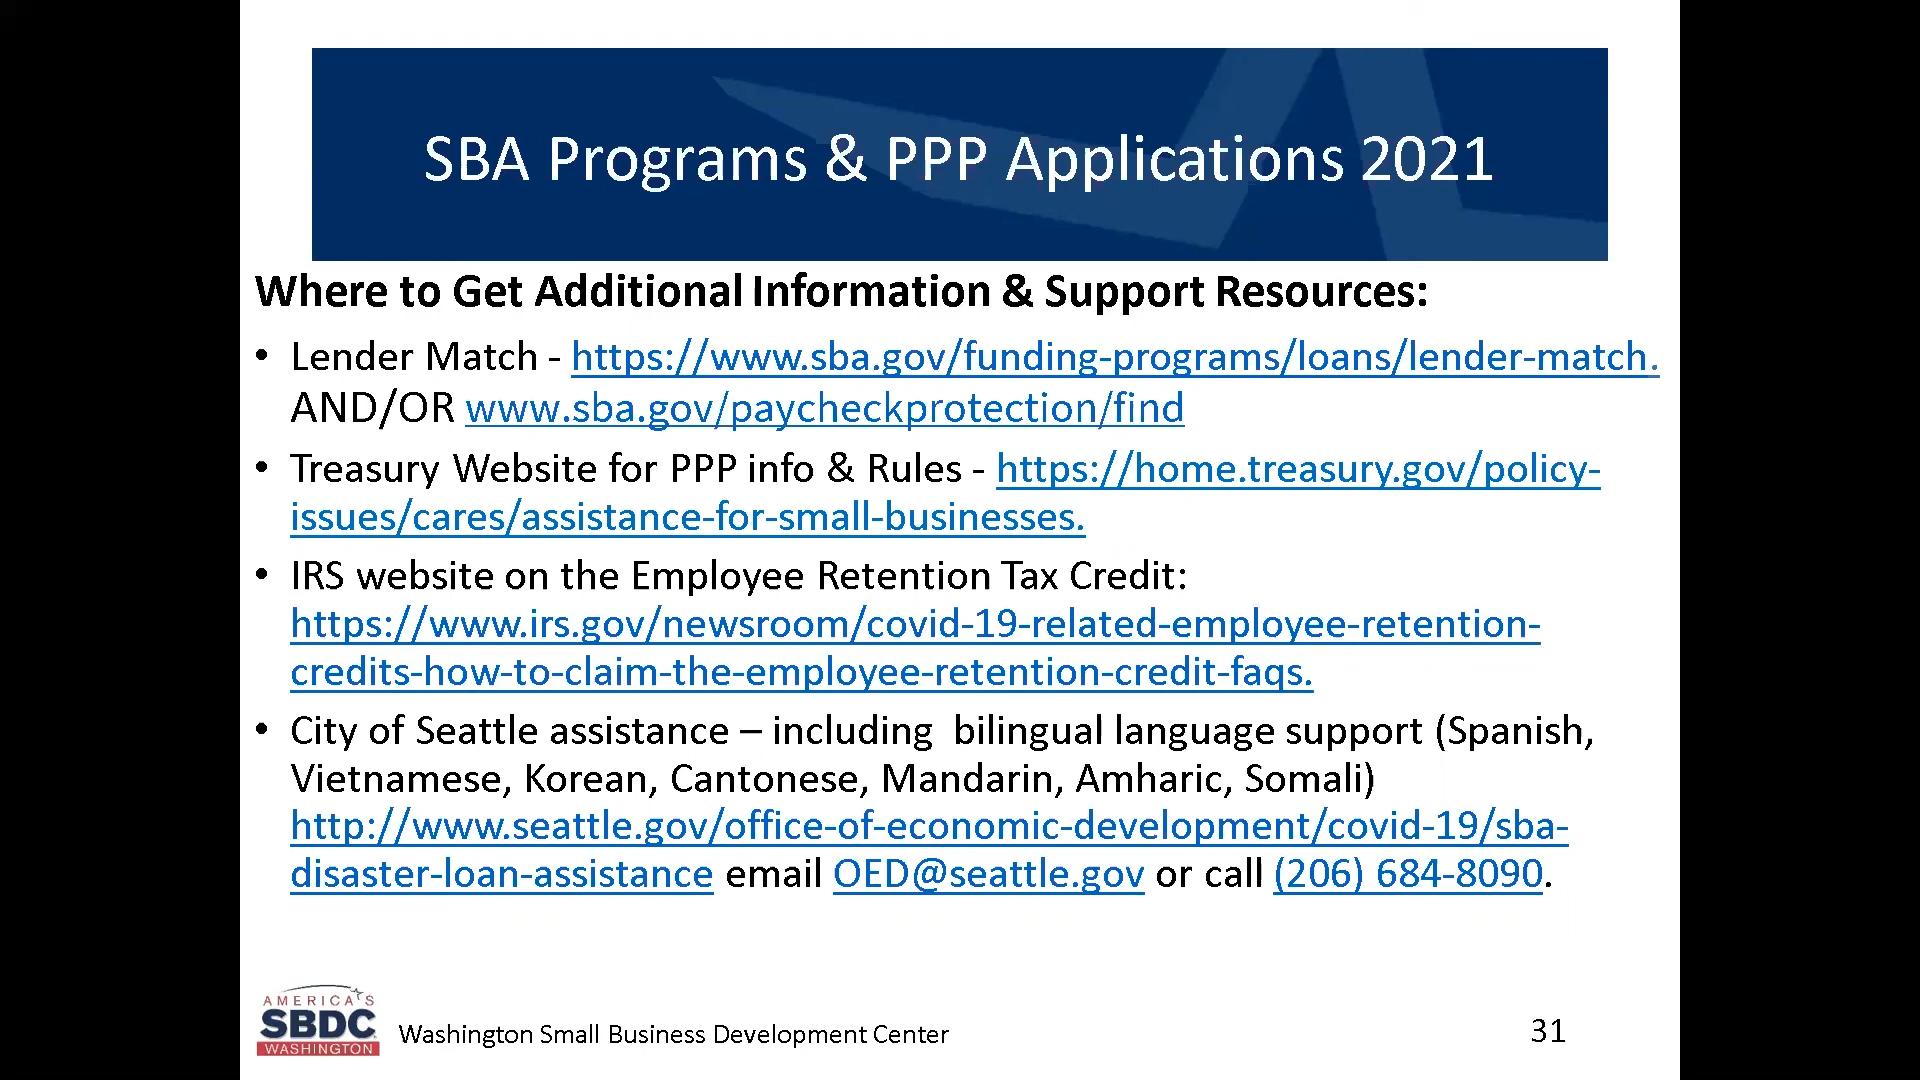 SBA Programs & PPP Applications 2021
Where to Get Additional Information & Support Resources:
• Lender Match - https://www.sba.gov/funding-programs/loans/lender-match.
AND/OR www.sba.gov/paycheckprotection/find
• Treasury Website for PPP info & Rules - https://home.treasury.gov/policy-
issues/cares/assistance-for-small-businesses.
• IRS website on the Employee Retention Tax Credit:
https://www.irs.gov/newsroom/covid-19-related-employee-retention-
credits-how-to-claim-the-employee-retention-credit-faqs.
• City of Seattle assistance – including  bilingual language support (Spanish,
Vietnamese, Korean, Cantonese, Mandarin, Amharic, Somali)
http://www.seattle.gov/office-of-economic-development/covid-19/sba-
disaster-loan-assistance email OED@seattle.gov or call (206) 684-8090.
AMERICA'S
SBDC
WASHINGTON
Washington Small Business Development Center
31